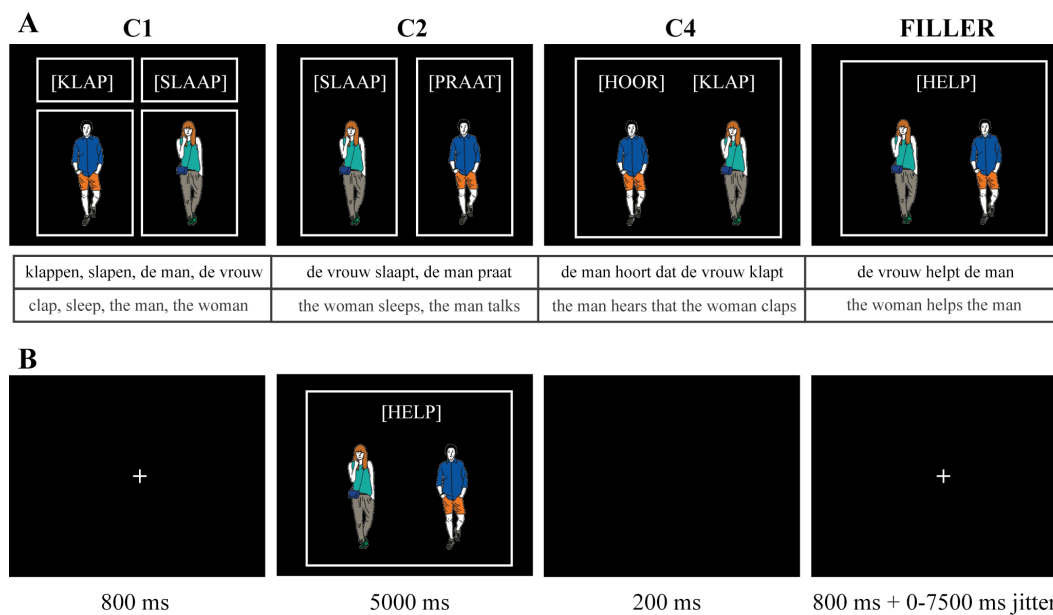 A
C1 C2 C4 FILLER
[KLAP] [SLAAP] [SLAAP] [PRAAT] [HOOR] [KLAP] [HELP]
klappen, slapen, de man, de vrouw de vrouw slaapt, de man praat de man hoort dat de vrouw klapt de vrouw helpt de man
clap, sleep, the man, the woman the woman sleeps, the man talks the man hears that the woman claps the woman helps the man
B
+ [HELP] +
800 ms 5000 ms 200 ms 800 ms + 0-7500 ms jitter